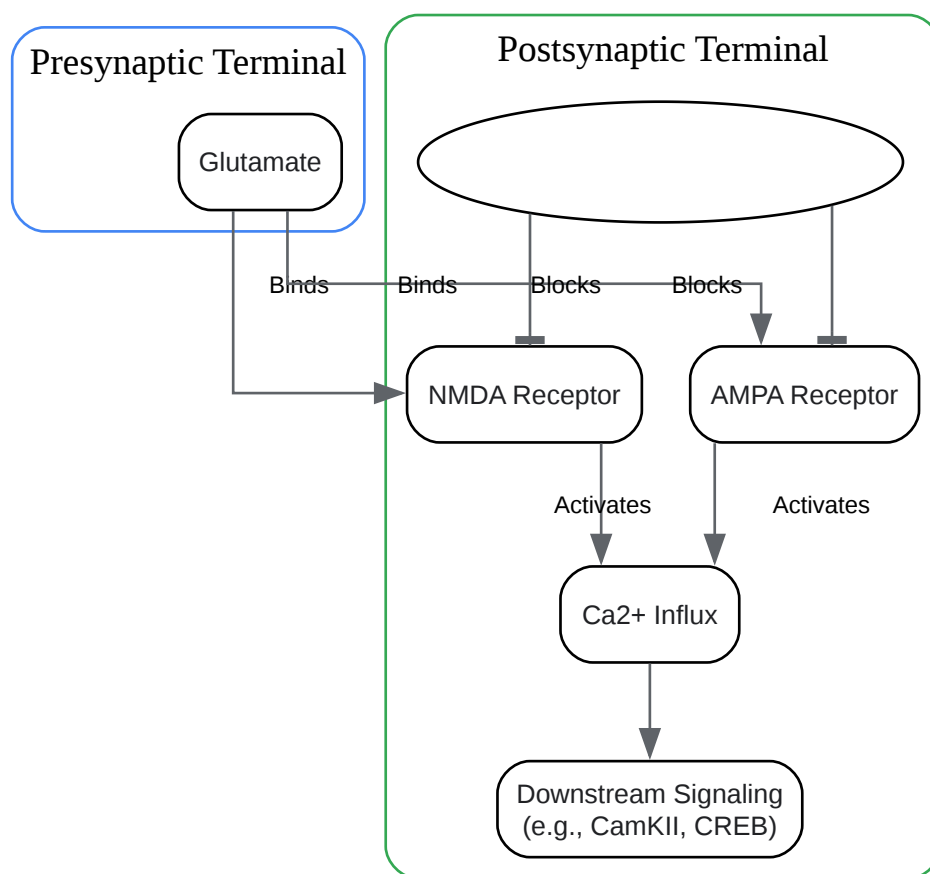 Presynaptic Terminal
Postsynaptic Terminal
Glutamate
Binds
Binds
Blocks
Blocks
NMDA Receptor
AMPA Receptor
Activates
Activates
Ca2+ Influx
Downstream Signaling
(e.g., CamKII, CREB)